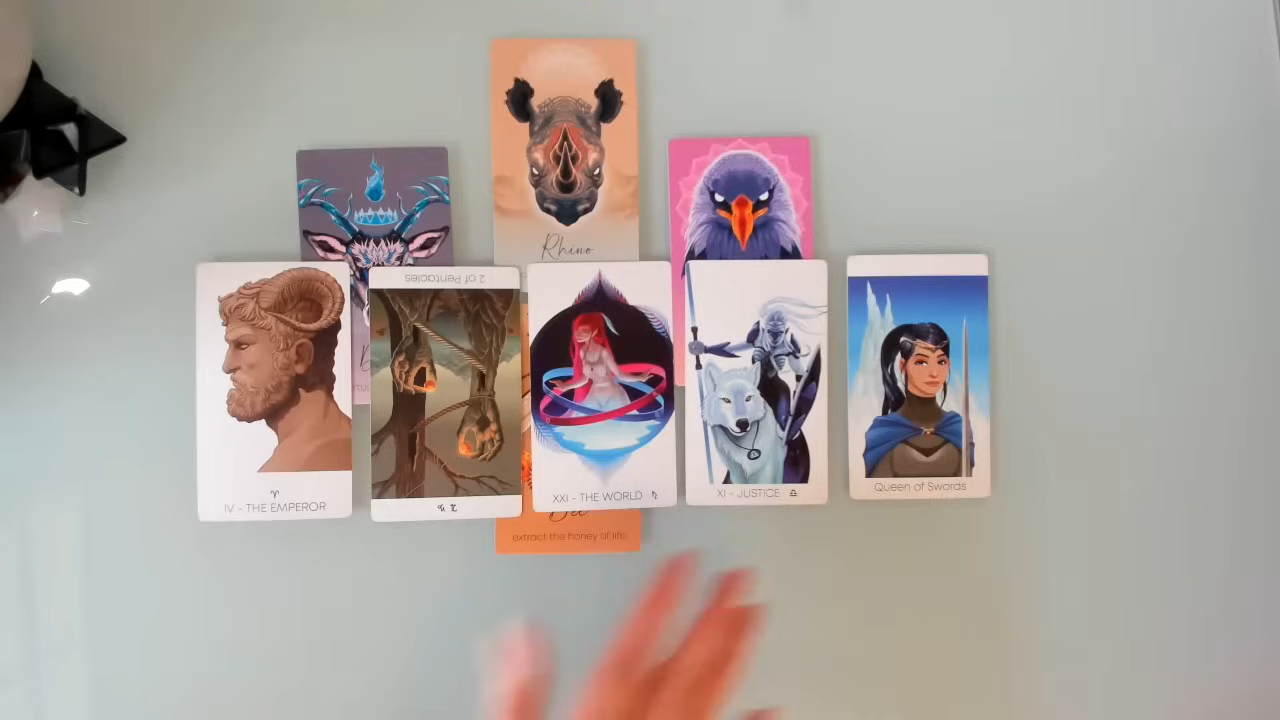 Rhino
2 of Pentacles
IV - THE EMPEROR
XXI - THE WORLD
XI - JUSTICE
Queen of Swords
Bee
extract the honey of life